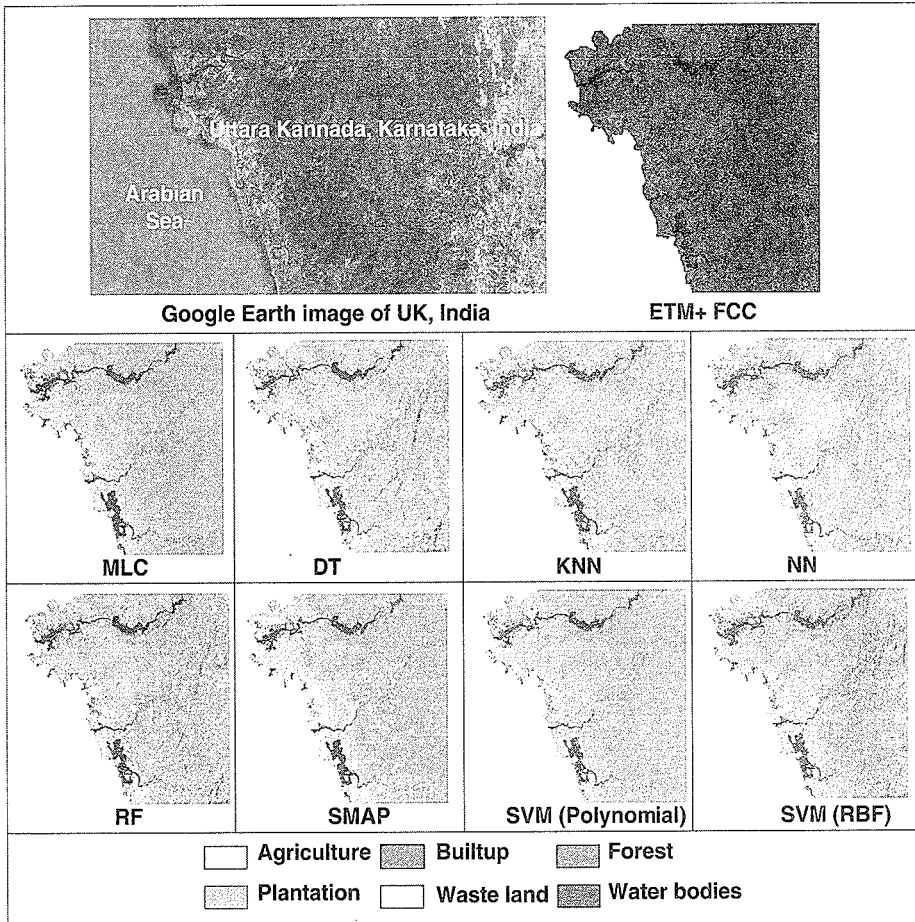 Uttara Kannada, Karnataka, India
Arabian
Sea
Google Earth image of UK, India
ETM+ FCC
MLC
DT
KNN
NN
RF
SMAP
SVM (Polynomial)
SVM (RBF)
Agriculture
Builtup
Forest
Plantation
Waste land
Water bodies